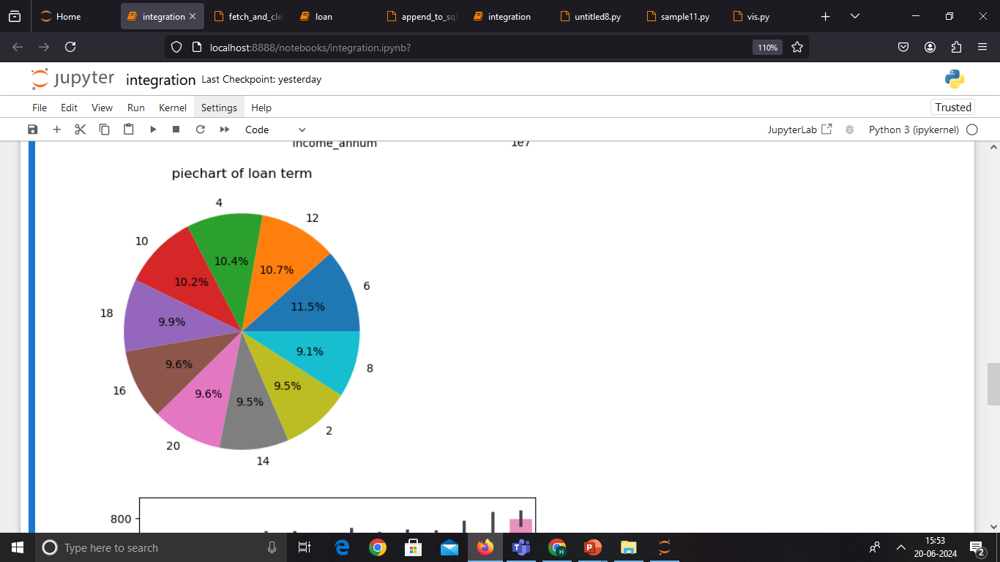 Home
integration
fetch_and_cle
loan
append_to_sq
integration
untitled8.py
sample11.py
vis.py
localhost:8888/notebooks/integration.ipynb?
110%
jupyter integration Last Checkpoint: yesterday
File Edit View Run Kernel Settings Help
Trusted
Code
JupyterLab
Python 3 (ipykernel)
income_annum
1e7
piechart of loan term
4
12
10
10.4%
10.7%
10.2%
6
11.5%
18
9.9%
9.1%
9.6%
8
16
9.5%
9.6%
9.5%
2
20
14
800
Type here to search
15:53
20-06-2024
2